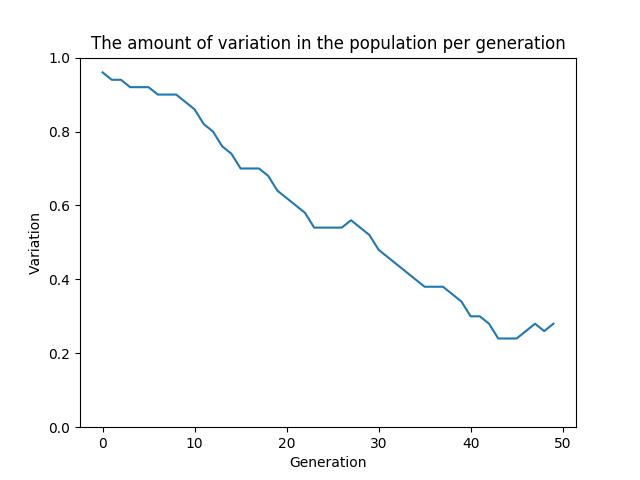 The amount of variation in the population per generation
1.0
0.8
0.6
0.4
0.2
0.0
Variation
0 10 20 30 40 50
Generation